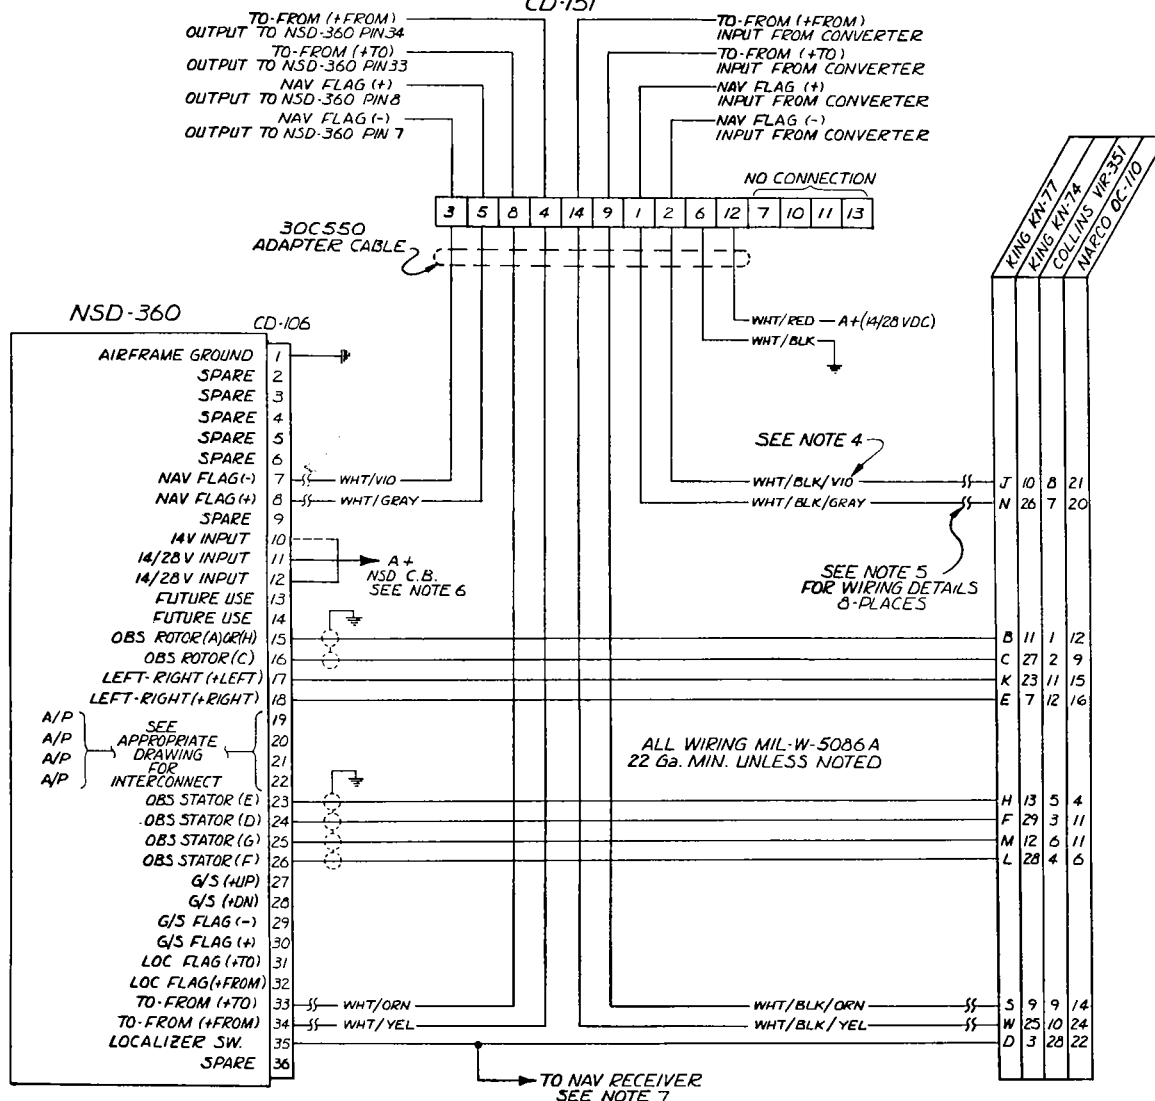 CD-151
TO-FROM (+FROM)
OUTPUT TO NSD-360 PIN 34
TO-FROM (+TO)
OUTPUT TO NSD-360 PIN 33
NAV FLAG (+)
OUTPUT TO NSD-360 PIN 8
NAV FLAG (-)
OUTPUT TO NSD-360 PIN 7
TO-FROM (+FROM)
INPUT FROM CONVERTER
TO-FROM (+TO)
INPUT FROM CONVERTER
NAV FLAG (+)
INPUT FROM CONVERTER
NAV FLAG (-)
INPUT FROM CONVERTER
NO CONNECTION
3 5 8 4 14 9 1 2 6 12 7 10 11 13
30C550
ADAPTER CABLE
KING KN-77
KING KN-74
COLLINS VIR-351
NARCO DC-110
WHT/RED A+(14/28 VDC)
WHT/BLK
NSD-360
CD-106
AIRFRAME GROUND 1
SPARE 2
SPARE 3
SPARE 4
SPARE 5
SPARE 6
NAV FLAG(-) 7 WHT/VIO
NAV FLAG(+) 8 WHT/GRAY
SPARE 9
14V INPUT 10
14/28V INPUT 11
14/28V INPUT 12
A+
NSD C.B.
SEE NOTE 6
FUTURE USE 13
FUTURE USE 14
OBS ROTOR(A)OR(H) 15
OBS ROTOR(C) 16
LEFT-RIGHT(+LEFT) 17
LEFT-RIGHT(+RIGHT) 18
A/P
A/P
A/P
A/P
SEE
APPROPRIATE
DRAWING
FOR
INTERCONNECT
19
20
21
22
OBS STATOR (E) 23
OBS STATOR (D) 24
OBS STATOR (G) 25
OBS STATOR (F) 26
G/S (+UP) 27
G/S (+DN) 28
G/S FLAG (-) 29
G/S FLAG (+) 30
LOC FLAG(+TO) 31
LOC FLAG(+FROM) 32
TO-FROM (+TO) 33 WHT/ORN
TO-FROM (+FROM) 34 WHT/YEL
LOCALIZER SW. 35
SPARE 36
SEE NOTE 4
WHT/BLK/VIO J 10 8 21
WHT/BLK/GRAY N 26 7 20
SEE NOTE 5
FOR WIRING DETAILS
8-PLACES
B 11 1 12
C 27 2 9
K 23 11 15
E 7 12 16
ALL WIRING MIL-W-5086A
22 Ga. MIN. UNLESS NOTED
H 13 5 4
F 29 3 11
M 12 6 11
L 28 4 6
WHT/BLK/ORN S 9 9 14
WHT/BLK/YEL W 25 10 24
D 3 28 22
TO NAV RECEIVER
SEE NOTE 7